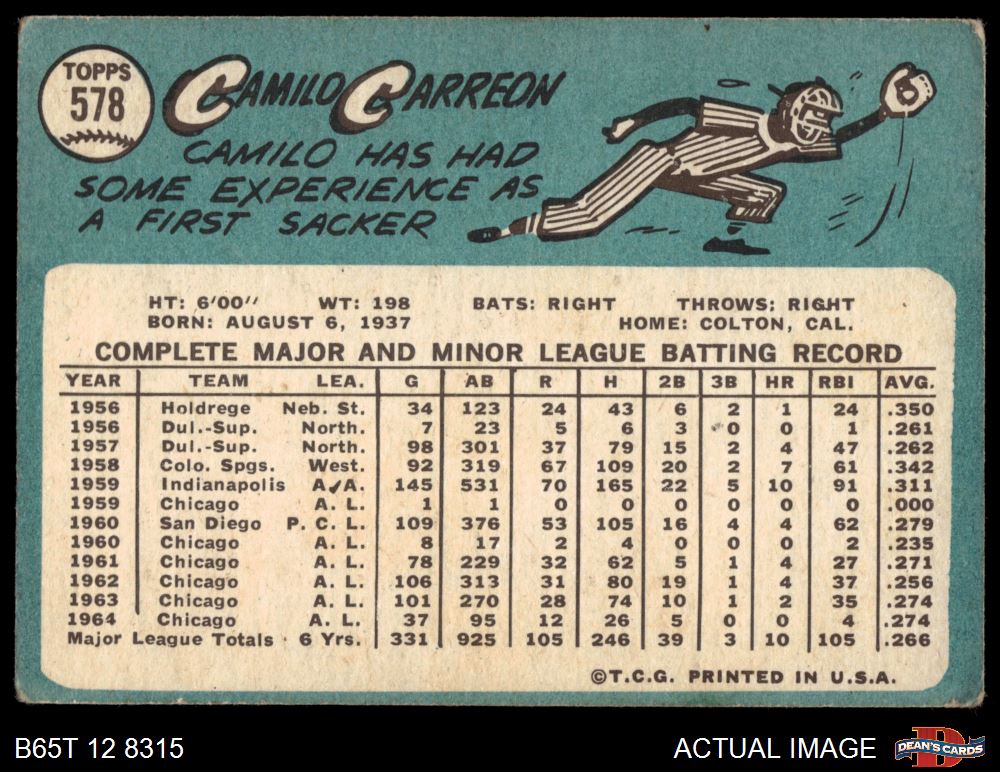 TOPPS
578
CAMILO CARREON
CAMILO HAS HAD
SOME EXPERIENCE AS
A FIRST SACKER
HT: 6'00" WT: 198 BATS: RIGHT THROWS: RIGHT
BORN: AUGUST 6, 1937 HOME: COLTON, CAL.
COMPLETE MAJOR AND MINOR LEAGUE BATTING RECORD
YEAR TEAM LEA. G AB R H 2B 3B HR RBI AVG.
1956 Holdrege Neb. St. 34 123 24 43 6 2 1 24 .350
1956 Dul.-Sup. North. 7 23 5 6 3 0 0 1 .261
1957 Dul.-Sup. North. 98 301 37 79 15 2 4 47 .262
1958 Colo. Spgs. West. 92 319 67 109 20 2 7 61 .342
1959 Indianapolis A.A. 145 531 70 165 22 5 10 91 .311
1959 Chicago A. L. 1 1 0 0 0 0 0 0 .000
1960 San Diego P. C. L. 109 376 53 105 16 4 4 62 .279
1960 Chicago A. L. 8 17 2 4 0 0 0 2 .235
1961 Chicago A. L. 78 229 32 62 5 1 4 27 .271
1962 Chicago A. L. 106 313 31 80 19 1 4 37 .256
1963 Chicago A. L. 101 270 28 74 10 1 2 35 .274
1964 Chicago A. L. 37 95 12 26 5 0 0 4 .274
Major League Totals 6 Yrs. 331 925 105 246 39 3 10 105 .266
©T.C.G. PRINTED IN U.S.A.
B65T 12 8315 ACTUAL IMAGE DEAN'S CARDS